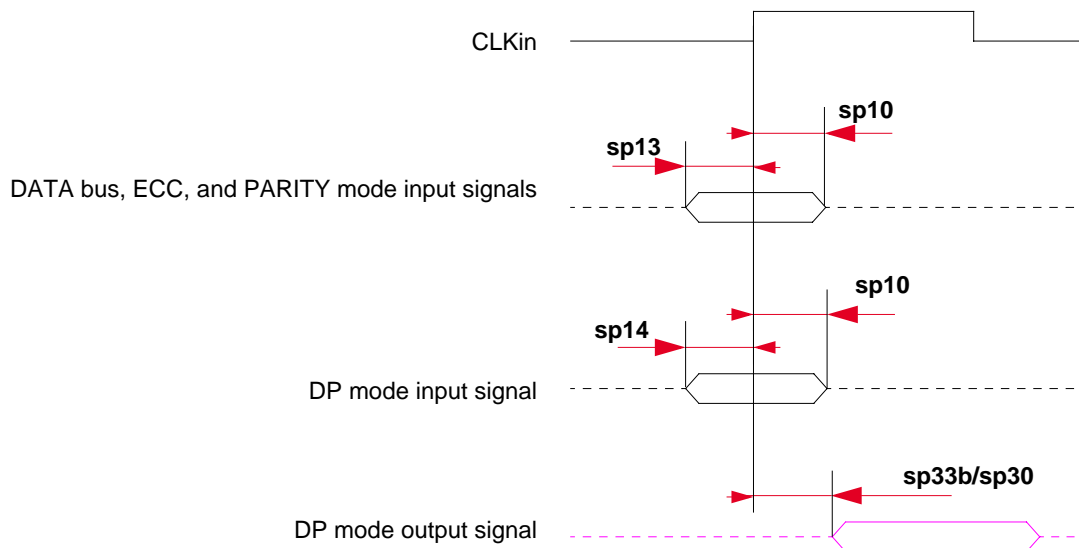 CLKin
sp10
sp13
DATA bus, ECC, and PARITY mode input signals
sp10
sp14
DP mode input signal
sp33b/sp30
DP mode output signal